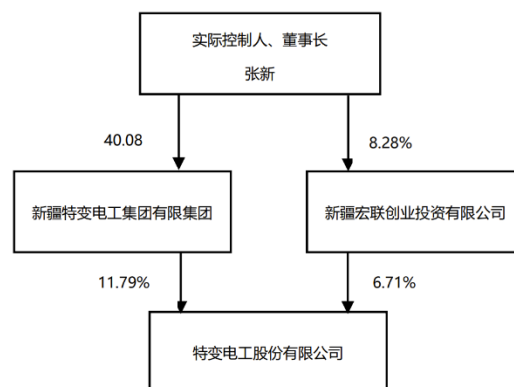 实际控制人、董事长
张新
40.08
8.28%
新疆特变电工集团有限集团
新疆宏联创业投资有限公司
11.79%
6.71%
特变电工股份有限公司